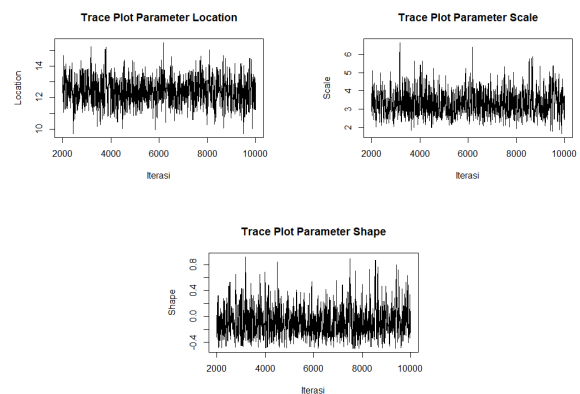 Trace Plot Parameter Location
Location
10 12 14
2000 4000 6000 8000 10000
Iterasi
Trace Plot Parameter Scale
Scale
2 3 4 5 6
2000 4000 6000 8000 10000
Iterasi
Trace Plot Parameter Shape
Shape
-0.4 0.0 0.4 0.8
2000 4000 6000 8000 10000
Iterasi